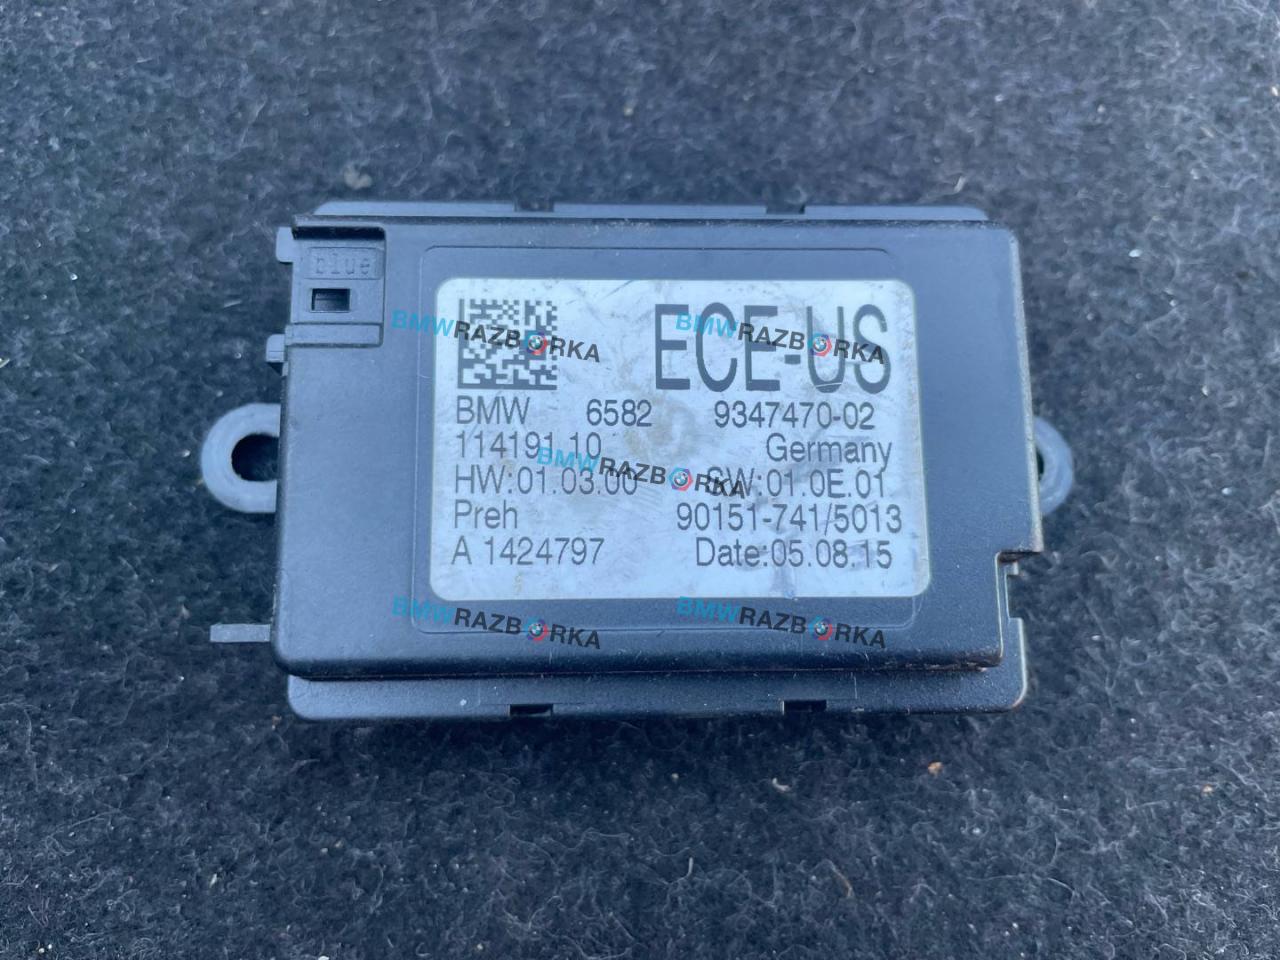 blue
ECE-US
BMWRAZBORKA
BMWRAZBORKA
BMW 6582 9347470-02
114191.10 Germany
BMWRAZBORKA
HW:01.03.00 SW:01.0E.01
Preh 90151-741/5013
A 1424797 Date:05.08.15
BMWRAZBORKA
BMWRAZBORKA